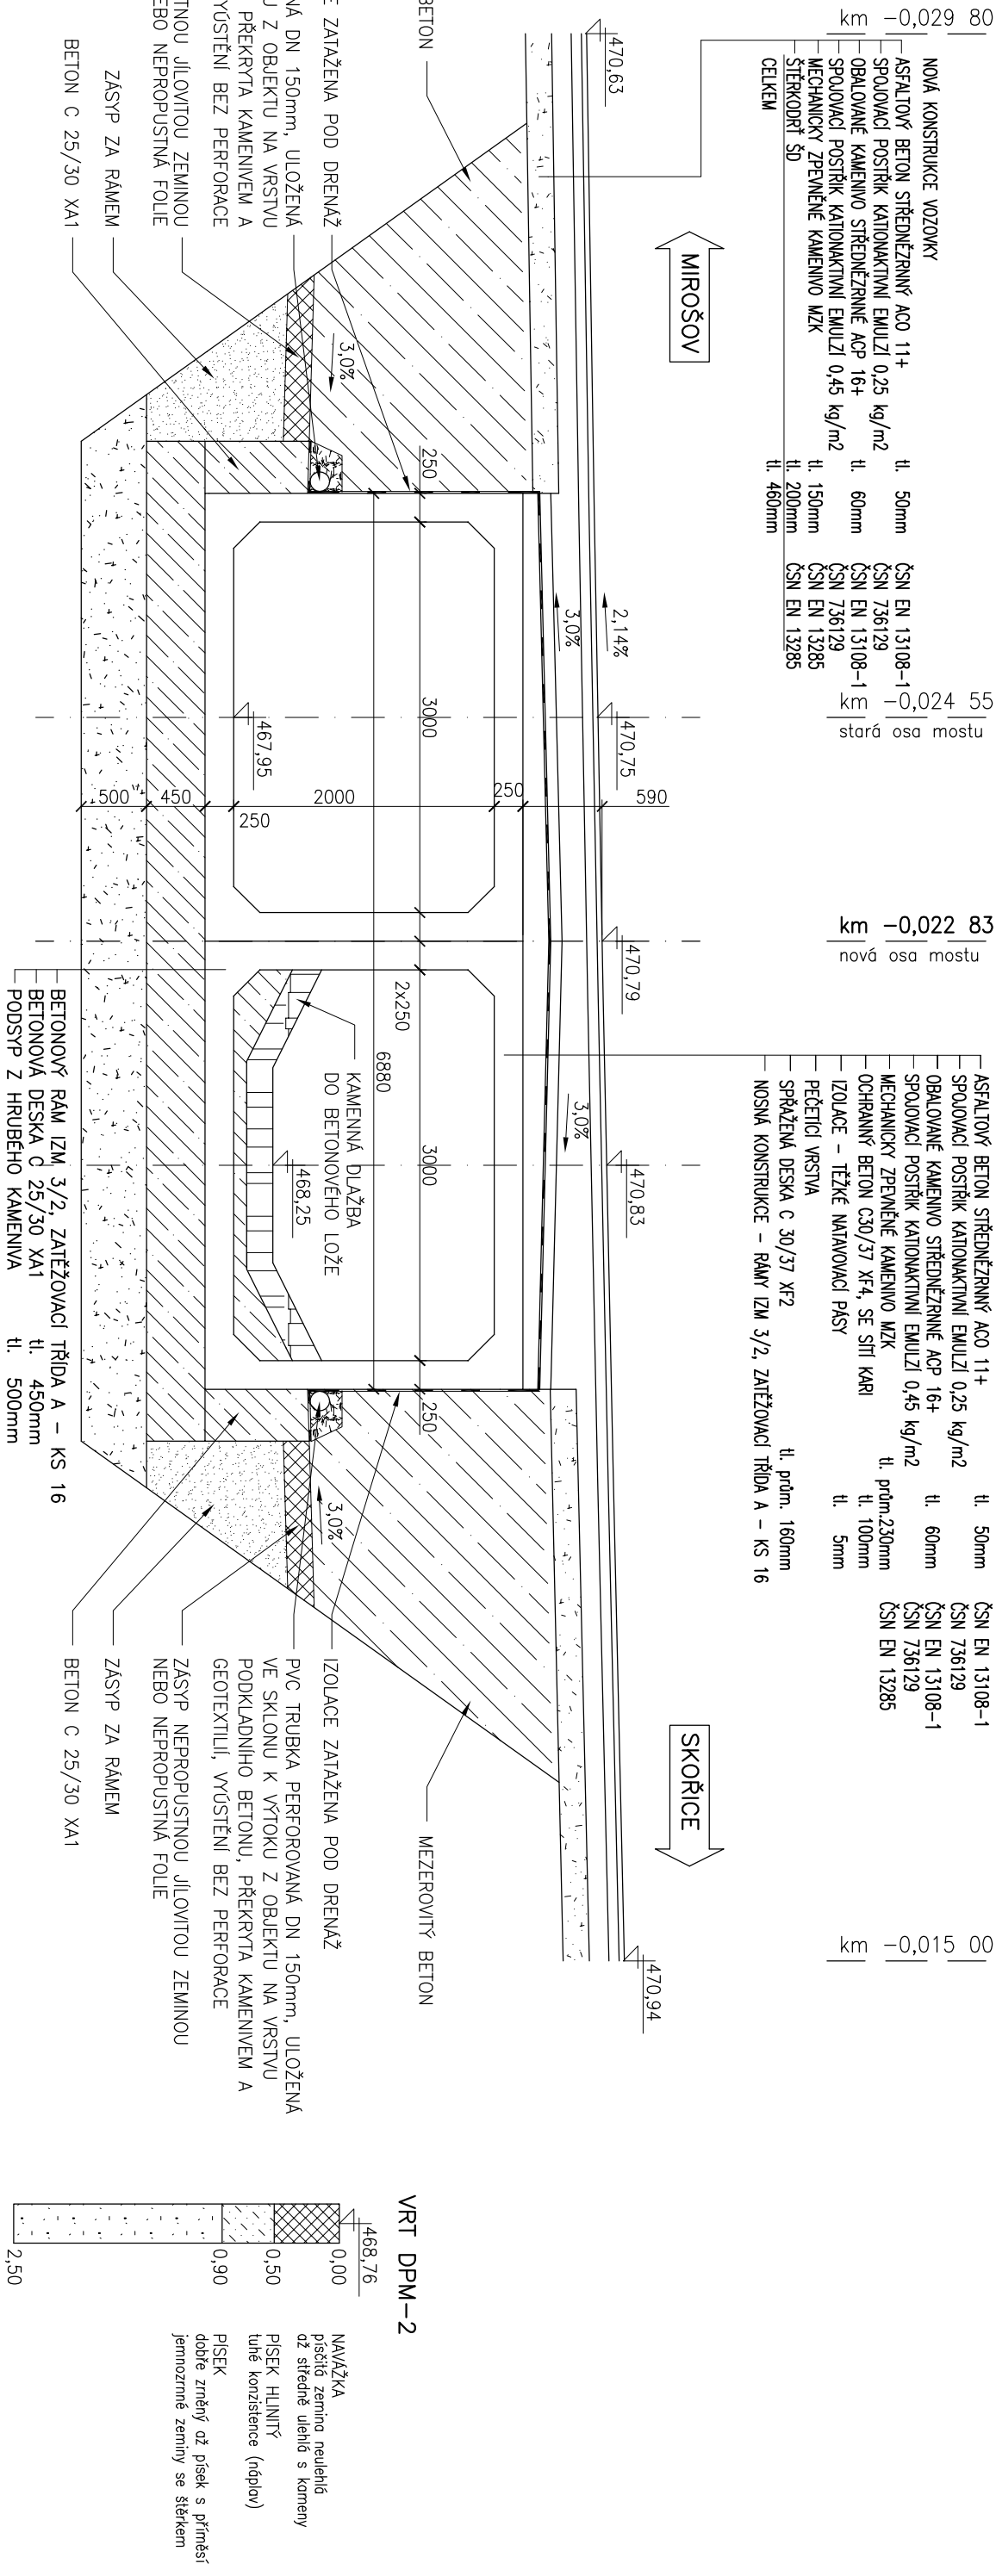 km -0,029 80
km -0,024 55
stará osa mostu
km -0,022 83
nová osa mostu
km -0,015 00
NOVÁ KONSTRUKCE VOZOVKY
ASFALTOVÝ BETON STŘEDNĚZRNNÝ ACO 11+ tl. 50mm ČSN EN 13108-1
SPOJOVACÍ POSTŘIK KATIONAKTIVNÍ EMULZÍ 0,25 kg/m2 ČSN 736129
OBALOVANÉ KAMENIVO STŘEDNĚZRNNÉ ACP 16+ tl. 60mm ČSN EN 13108-1
SPOJOVACÍ POSTŘIK KATIONAKTIVNÍ EMULZÍ 0,45 kg/m2 ČSN 736129
MECHANICKY ZPEVNĚNÉ KAMENIVO MZK tl. 150mm ČSN EN 13285
ŠTĚRKODRŤ ŠD tl. 200mm ČSN EN 13285
CELKEM tl. 460mm
ASFALTOVÝ BETON STŘEDNĚZRNNÝ ACO 11+ tl. 50mm ČSN EN 13108-1
SPOJOVACÍ POSTŘIK KATIONAKTIVNÍ EMULZÍ 0,25 kg/m2 ČSN 736129
OBALOVANÉ KAMENIVO STŘEDNĚZRNNÉ ACP 16+ tl. 60mm ČSN EN 13108-1
SPOJOVACÍ POSTŘIK KATIONAKTIVNÍ EMULZÍ 0,45 kg/m2 ČSN 736129
MECHANICKY ZPEVNĚNÉ KAMENIVO MZK tl. prům.230mm ČSN EN 13285
OCHRANNÝ BETON C30/37 XF4, SE SÍTÍ KARI tl. 100mm
IZOLACE - TĚŽKÉ NATAVOVACÍ PÁSY tl. 5mm
PEČETÍCÍ VRSTVA
SPŘAŽENÁ DESKA C 30/37 XF2 tl. prům. 160mm
NOSNÁ KONSTRUKCE - RÁMY IZM 3/2, ZATĚŽOVACÍ TŘÍDA A - KS 16
MIROŠOV
SKOŘICE
470,63
470,75
470,79
470,83
470,94
2,14%
3,0%
3,0%
590
250
2000
250
450
500
250
3000
2x250
3000
250
6880
467,95
468,25
3,0%
3,0%
KAMENNÁ DLAŽBA
DO BETONOVÉHO LOŽE
BETON
E ZATAŽENA POD DRENÁŽ
NÁ DN 150mm, ULOŽENÁ
U Z OBJEKTU NA VRSTVU
PŘEKRYTA KAMENIVEM A
YÚSTĚNÍ BEZ PERFORACE
TNOU JÍLOVITOU ZEMINOU
EBO NEPROPUSTNÁ FOLIE
ZÁSYP ZA RÁMEM
BETON C 25/30 XA1
MEZEROVITÝ BETON
IZOLACE ZATAŽENA POD DRENÁŽ
PVC TRUBKA PERFOROVANÁ DN 150mm, ULOŽENÁ
VE SKLONU K VÝTOKU Z OBJEKTU NA VRSTVU
PODKLADNÍHO BETONU, PŘEKRYTA KAMENIVEM A
GEOTEXTILIÍ, VYÚSTĚNÍ BEZ PERFORACE
ZÁSYP NEPROPUSTNOU JÍLOVITOU ZEMINOU
NEBO NEPROPUSTNÁ FOLIE
ZÁSYP ZA RÁMEM
BETON C 25/30 XA1
BETONOVÝ RÁM IZM 3/2, ZATĚŽOVACÍ TŘÍDA A - KS 16
BETONOVÁ DESKA C 25/30 XA1 tl. 450mm
PODSYP Z HRUBÉHO KAMENIVA tl. 500mm
VRT DPM-2
468,76
0,00
0,50
0,90
2,50
NAVÁŽKA
písčitá zemina neulehlá
až středně ulehlá s kameny
PÍSEK HLINITÝ
tuhé konzistence (náplav)
PÍSEK
dobře zrněný až písek s příměsí
jemnozrnné zeminy se štěrkem